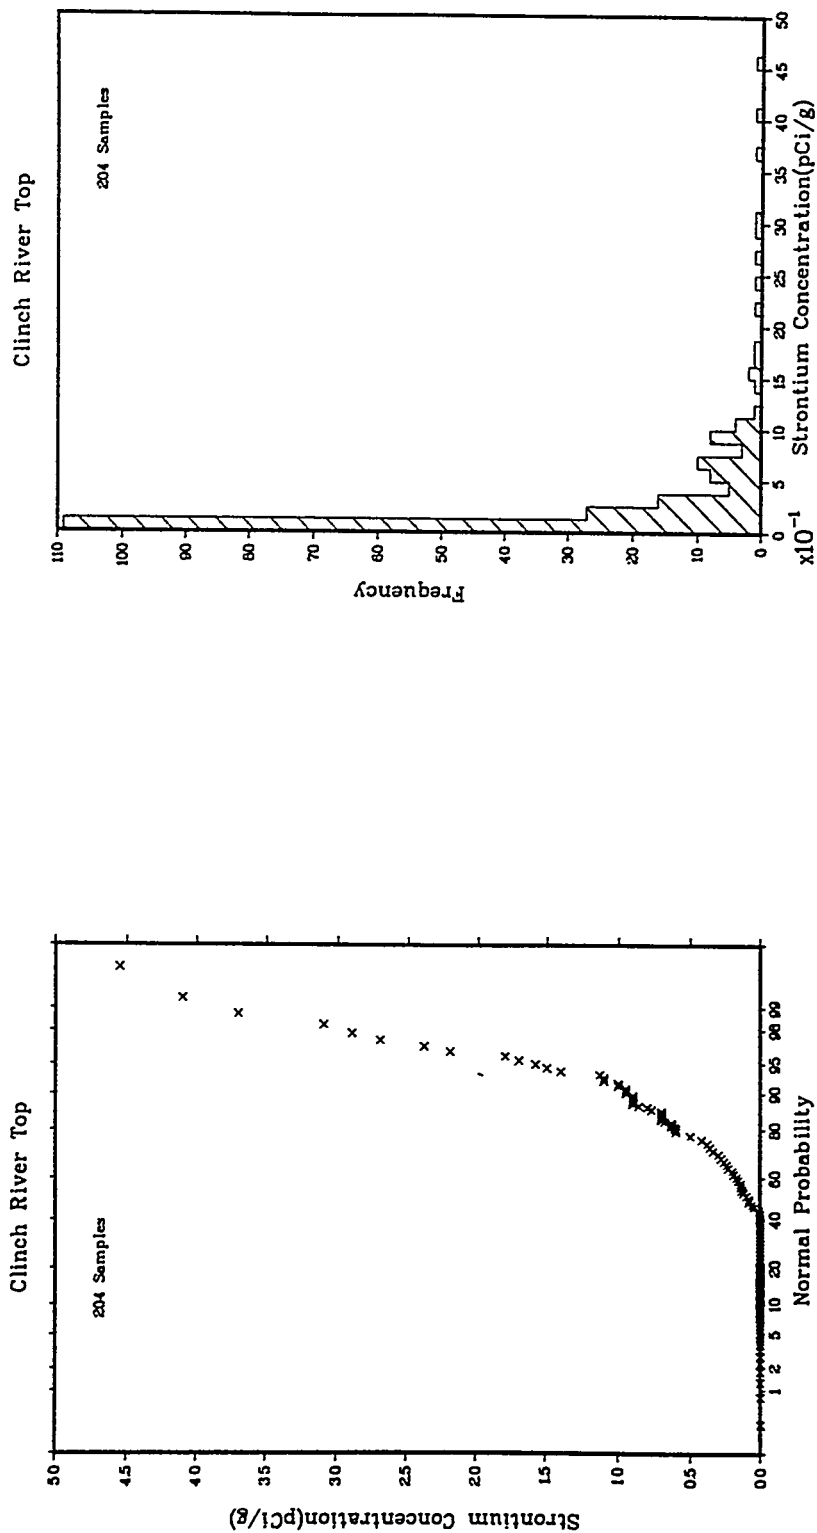 Clinch River Top
204 Samples
5.0
4.5
4.0
3.5
3.0
2.5
2.0
1.5
1.0
0.5
0.0
Strontium Concentration(pCi/g)
1 2 5 10 20 40 60 80 90 95 98 99
Normal Probability
Clinch River Top
204 Samples
110
100
90
80
70
60
50
40
30
20
10
0
Frequency
0 5 10 15 20 25 30 35 40 45 50
x10⁻¹ Strontium Concentration(pCi/g)